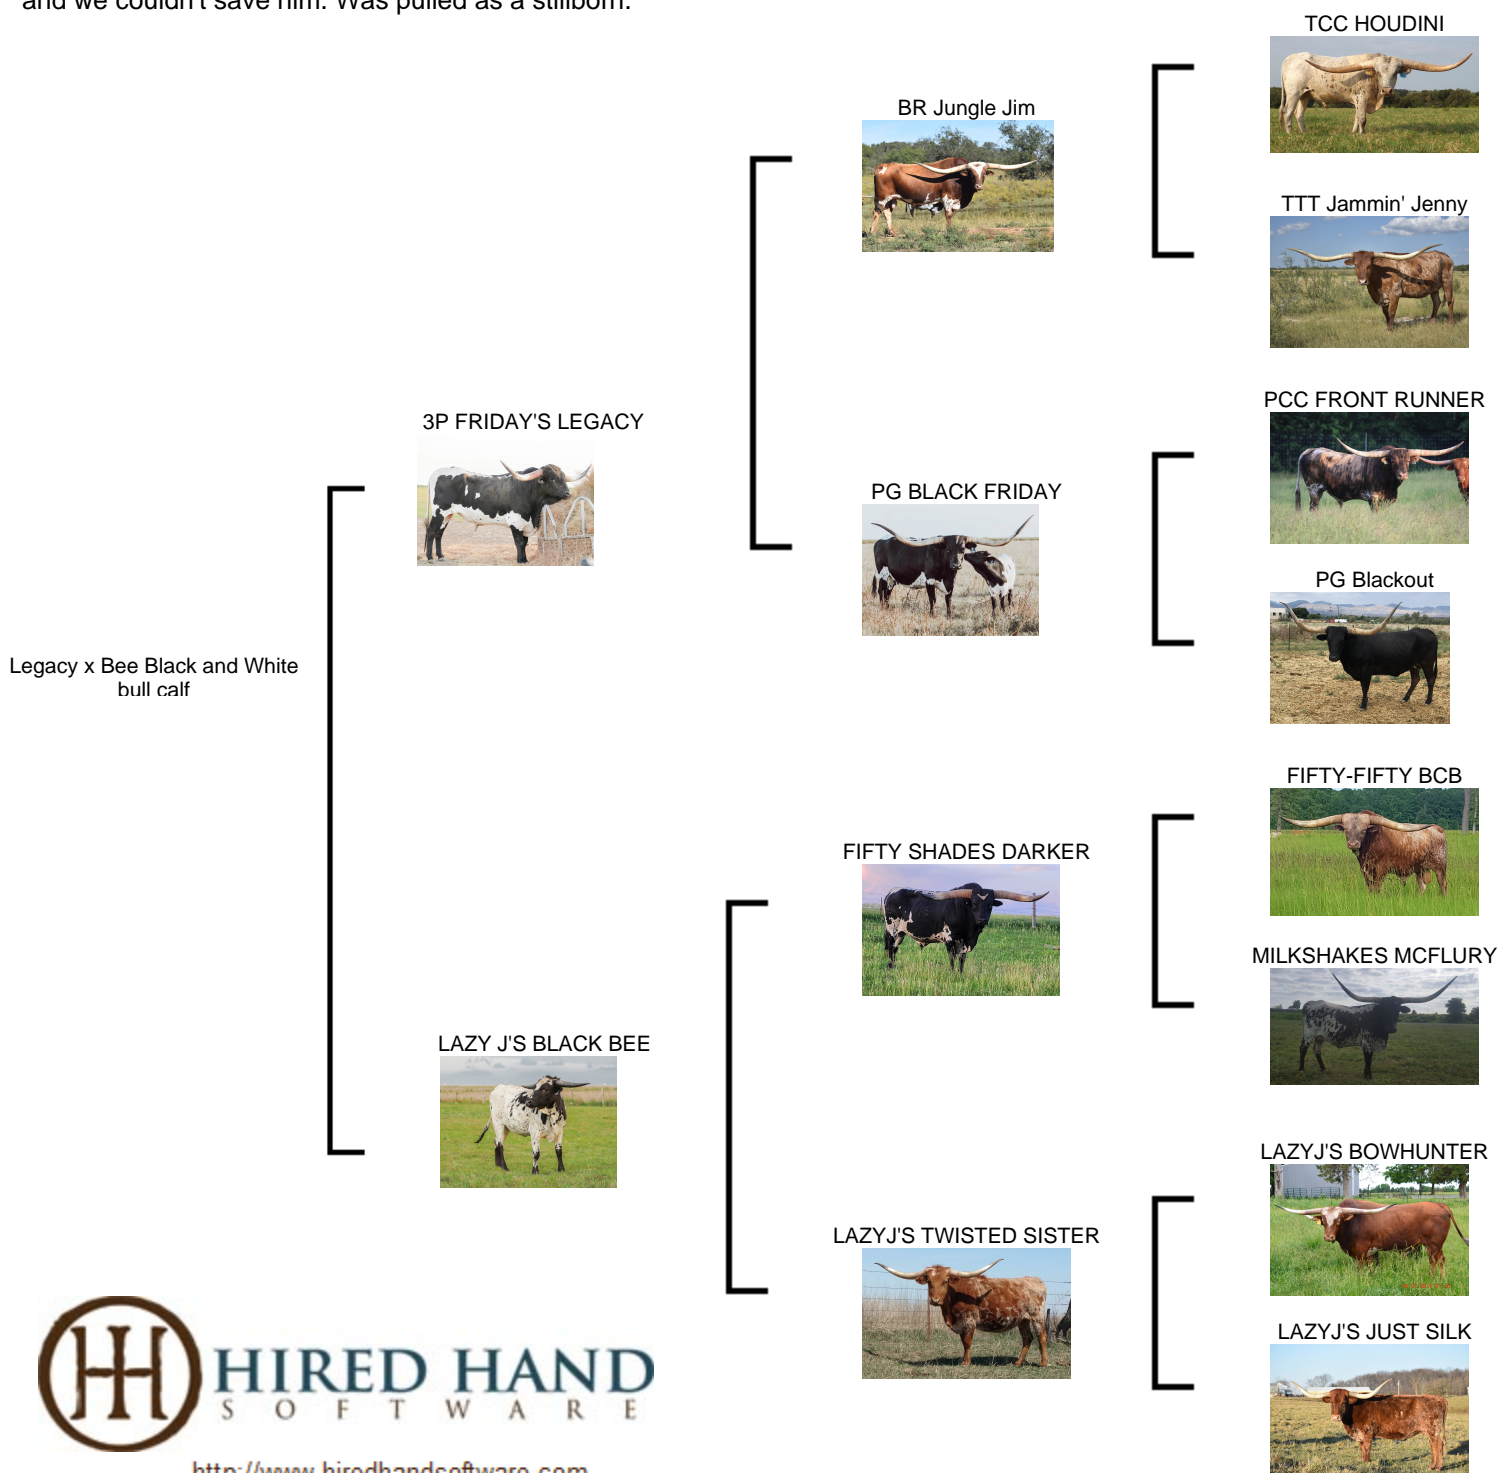 and we couldn't save him. Was pulled as a stillborn.
TCC HOUDINI
BR Jungle Jim
TTT Jammin' Jenny
3P FRIDAY'S LEGACY
PCC FRONT RUNNER
PG BLACK FRIDAY
PG Blackout
Legacy x Bee Black and White
bull calf
FIFTY-FIFTY BCB
FIFTY SHADES DARKER
MILKSHAKES MCFLURY
LAZY J'S BLACK BEE
LAZYJ'S BOWHUNTER
LAZYJ'S TWISTED SISTER
LAZYJ'S JUST SILK
HIRED HAND
SOFTWARE
http://www.hiredhandsoftware.com